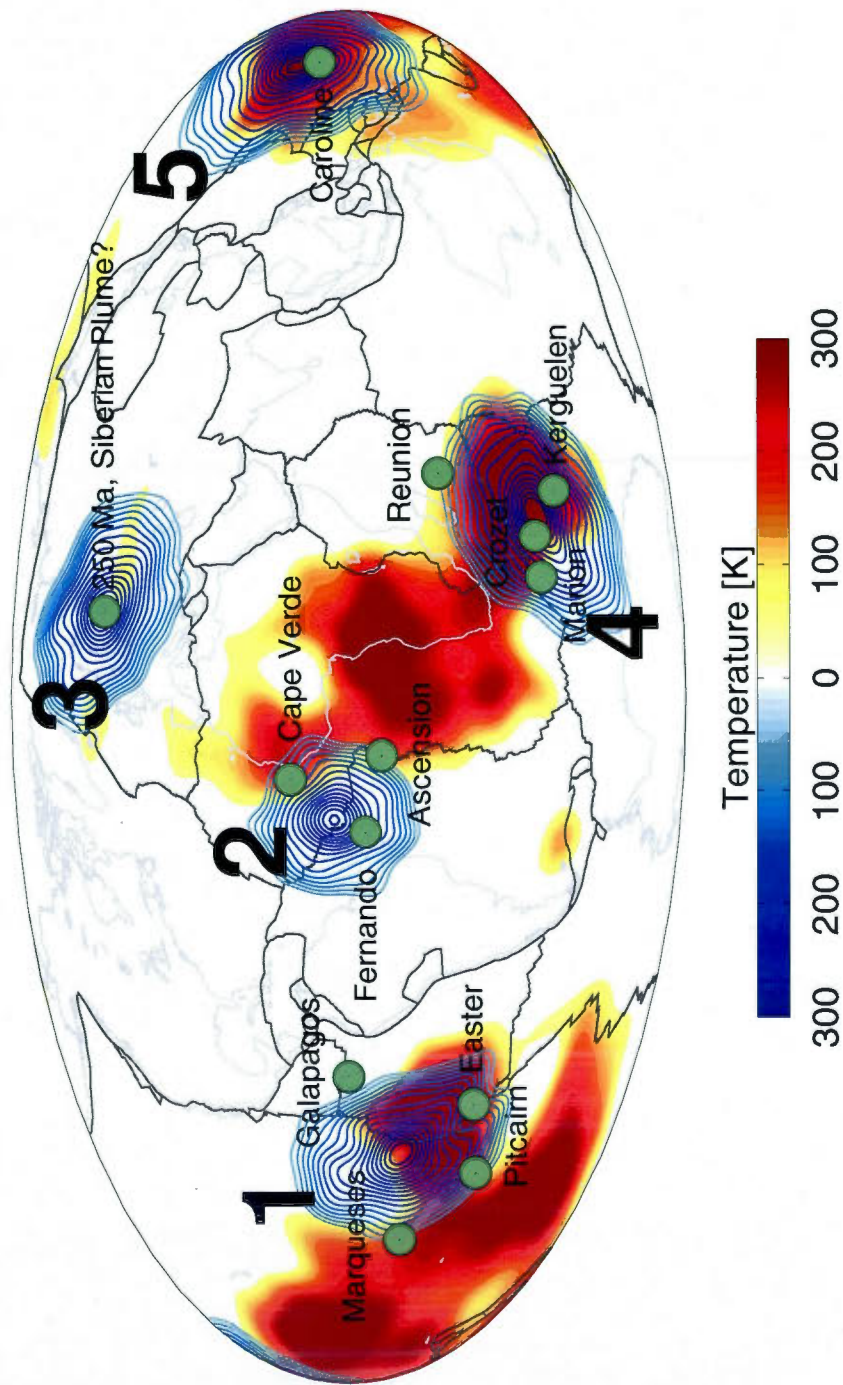 5
Caroline
250 Ma, Siberian Plume?
3
Cape Verde
Reunion
Crozet
Kerguelen
Marion
4
2
Ascension
Fernando
Galapagos
Easter
1
Marqueses
Pitcairn
Temperature [K]
300 200 100 0 100 200 300